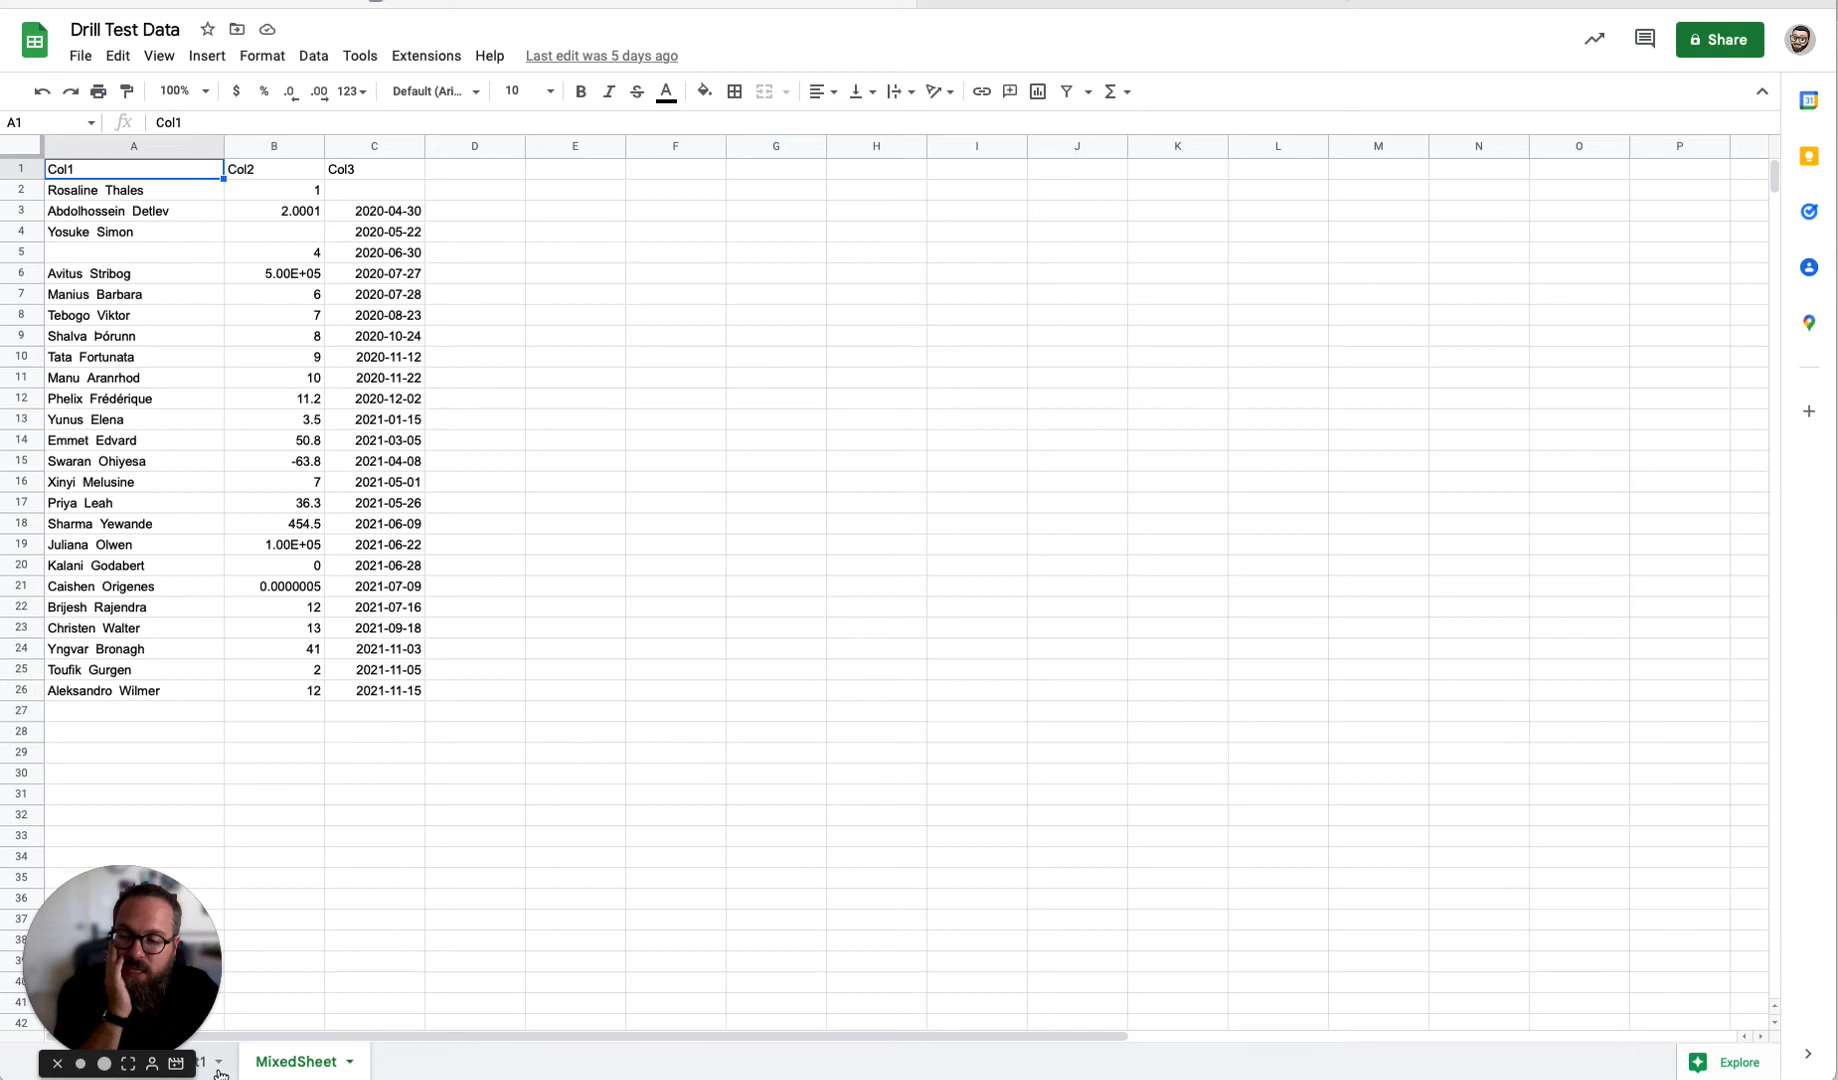 Drill Test Data
File Edit View Insert Format Data Tools Extensions Help Last edit was 5 days ago
Share
31
100% $ % .0 .00 123 Default (Ari... 10 B I S A
A1 fx Col1
A B C D E F G H I J K L M N O P
1 Col1 Col2 Col3
2 Rosaline Thales 1
3 Abdolhossein Detlev 2.0001 2020-04-30
4 Yosuke Simon 2020-05-22
5 4 2020-06-30
6 Avitus Stribog 5.00E+05 2020-07-27
7 Manius Barbara 6 2020-07-28
8 Tebogo Viktor 7 2020-08-23
9 Shalva Þórunn 8 2020-10-24
10 Tata Fortunata 9 2020-11-12
11 Manu Aranrhod 10 2020-11-22
12 Phelix Frédérique 11.2 2020-12-02
13 Yunus Elena 3.5 2021-01-15
14 Emmet Edvard 50.8 2021-03-05
15 Swaran Ohiyesa -63.8 2021-04-08
16 Xinyi Melusine 7 2021-05-01
17 Priya Leah 36.3 2021-05-26
18 Sharma Yewande 454.5 2021-06-09
19 Juliana Olwen 1.00E+05 2021-06-22
20 Kalani Godabert 0 2021-06-28
21 Caishen Origenes 0.0000005 2021-07-09
22 Brijesh Rajendra 12 2021-07-16
23 Christen Walter 13 2021-09-18
24 Yngvar Bronagh 41 2021-11-03
25 Toufik Gurgen 2 2021-11-05
26 Aleksandro Wilmer 12 2021-11-15
27
28
29
30
31
32
33
34
35
36
37
38
39
40
41
42
MixedSheet
Explore